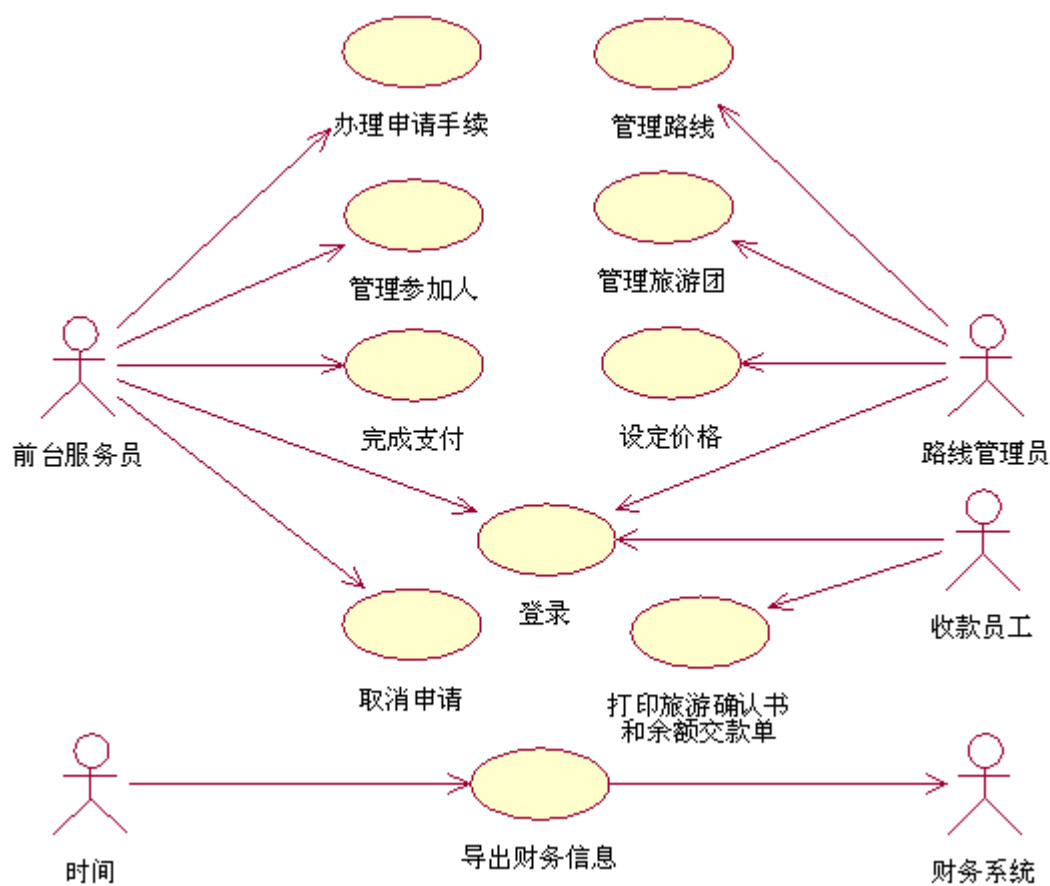 办理申请手续
管理路线
管理参加人
管理旅游团
前台服务员
完成支付
设定价格
路线管理员
登录
收款员工
取消申请
打印旅游确认书
和余额交款单
时间
导出财务信息
财务系统